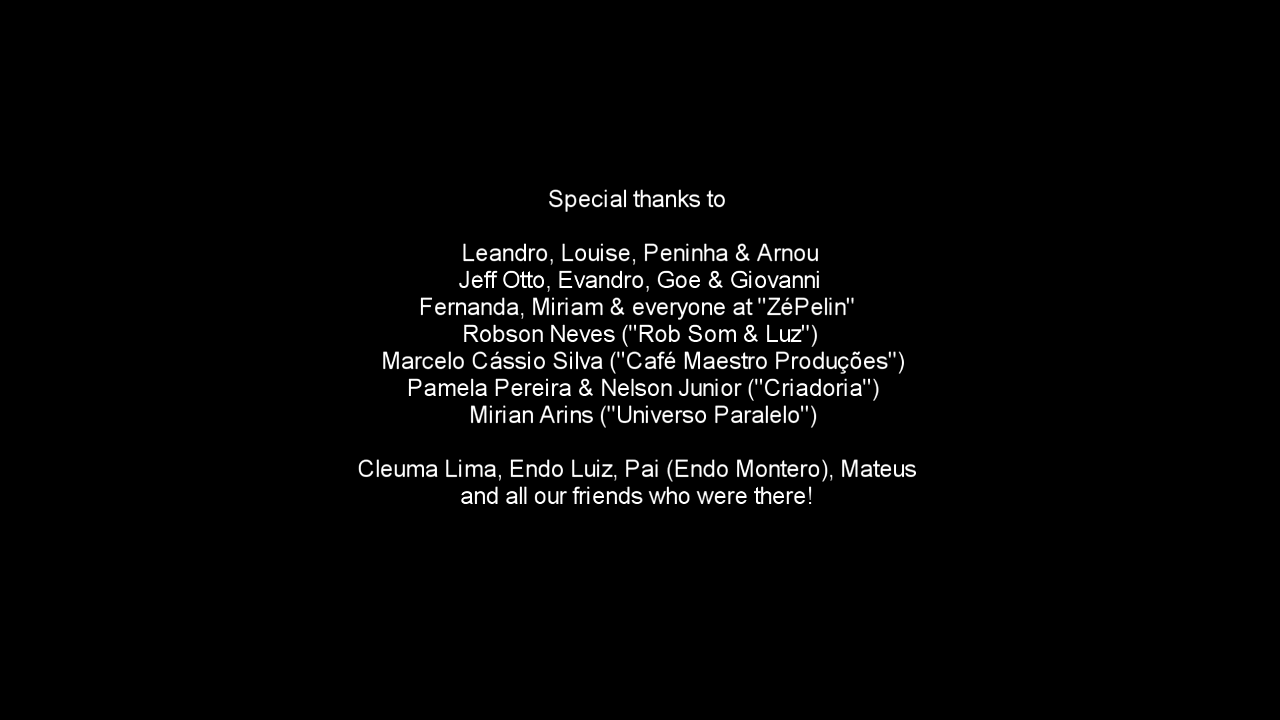 Special thanks to
Leandro, Louise, Peninha & Arnou
Jeff Otto, Evandro, Goe & Giovanni
Fernanda, Miriam & everyone at "ZéPelin"
Robson Neves ("Rob Som & Luz")
Marcelo Cássio Silva ("Café Maestro Produções")
Pamela Pereira & Nelson Junior ("Criadoria")
Mirian Arins ("Universo Paralelo")
Cleuma Lima, Endo Luiz, Pai (Endo Montero), Mateus
and all our friends who were there!